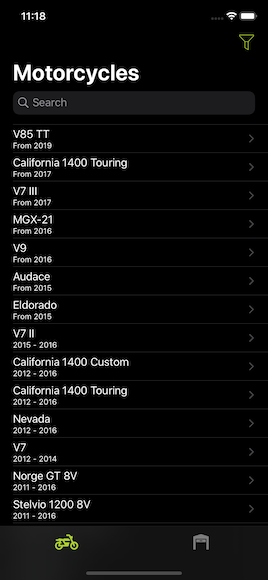 11:18
Motorcycles
Search
V85 TT
From 2019
California 1400 Touring
From 2017
V7 III
From 2017
MGX-21
From 2016
V9
From 2016
Audace
From 2015
Eldorado
From 2015
V7 II
2015 - 2016
California 1400 Custom
2012 - 2016
California 1400 Touring
2012 - 2016
Nevada
2012 - 2016
V7
2012 - 2014
Norge GT 8V
2011 - 2016
Stelvio 1200 8V
2011 - 2016